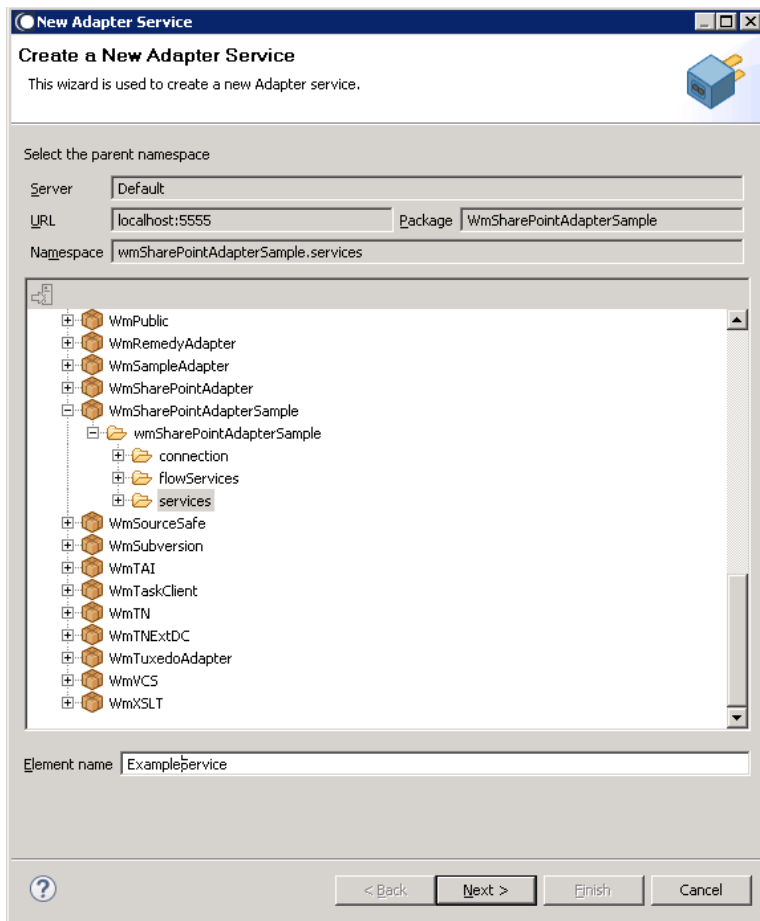 New Adapter Service
Create a New Adapter Service
This wizard is used to create a new Adapter service.
Select the parent namespace
Server Default
URL localhost:5555 Package WmSharePointAdapterSample
Namespace wmSharePointAdapterSample.services
WmPublic
WmRemedyAdapter
WmSampleAdapter
WmSharePointAdapter
WmSharePointAdapterSample
wmSharePointAdapterSample
connection
flowServices
services
WmSourceSafe
WmSubversion
WmTAI
WmTaskClient
WmTN
WmTNExtDC
WmTuxedoAdapter
WmVCS
WmXSLT
Element name ExampleService
? < Back Next > Finish Cancel